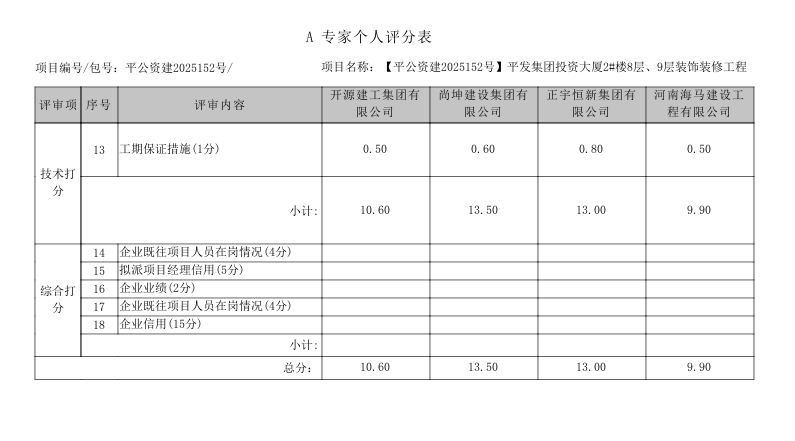 A 专家个人评分表
项目编号/包号: 平公资建2025152号/ 项目名称: 【平公资建2025152号】平发集团投资大厦2#楼8层、9层装饰装修工程
评审项 序号 评审内容 开源建工集团有限公司 尚坤建设集团有限公司 正宇恒新集团有限公司 河南海马建设工程有限公司
技术打分 13 工期保证措施(1分) 0.50 0.60 0.80 0.50
小计: 10.60 13.50 13.00 9.90
综合打分 14 企业既往项目人员在岗情况(4分)
15 拟派项目经理信用(5分)
16 企业业绩(2分)
17 企业既往项目人员在岗情况(4分)
18 企业信用(15分)
小计:
总分: 10.60 13.50 13.00 9.90